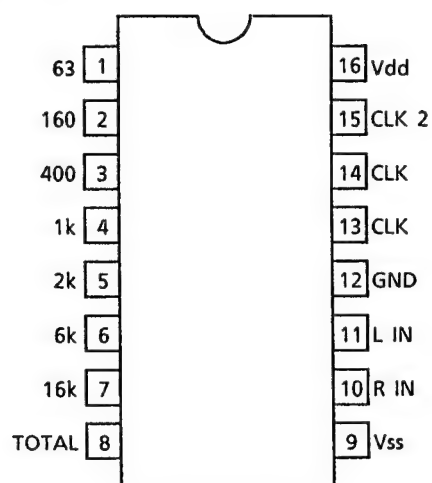 63 1 16 Vdd
160 2 15 CLK 2
400 3 14 CLK
1k 4 13 CLK
2k 5 12 GND
6k 6 11 L IN
16k 7 10 R IN
TOTAL 8 9 Vss